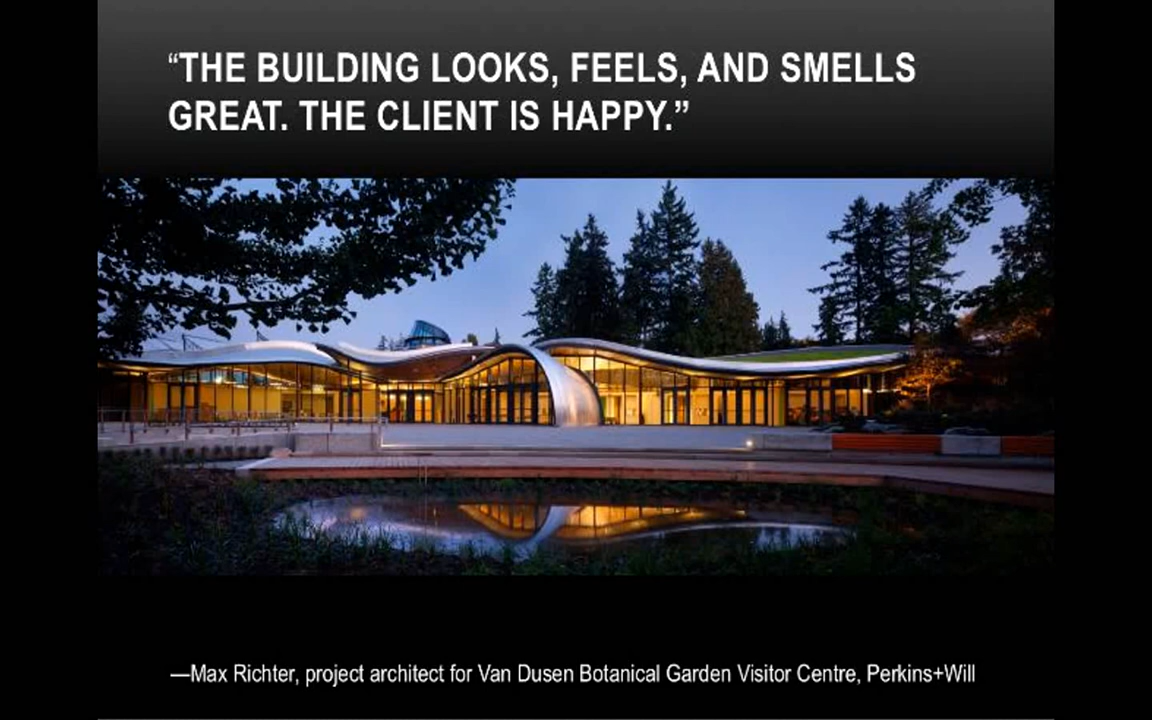 “THE BUILDING LOOKS, FEELS, AND SMELLS
GREAT. THE CLIENT IS HAPPY.”
—Max Richter, project architect for Van Dusen Botanical Garden Visitor Centre, Perkins+Will